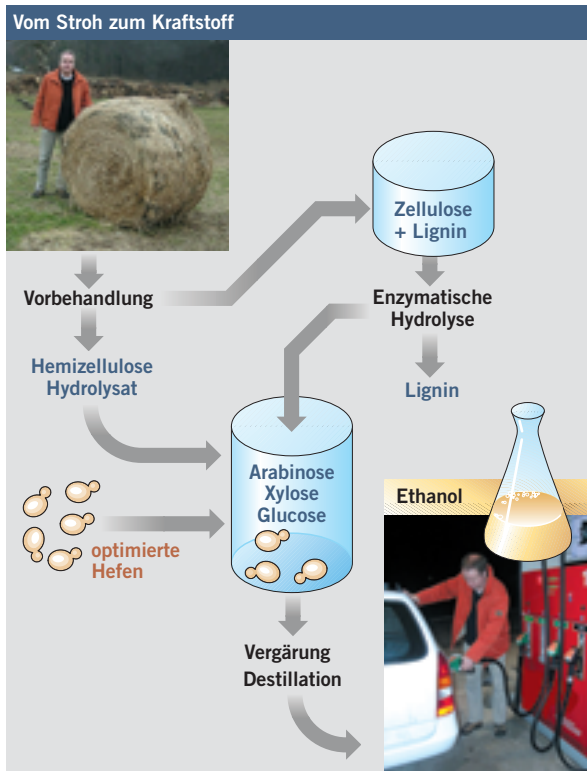 Vom Stroh zum Kraftstoff
Zellulose
+ Lignin
Vorbehandlung
Enzymatische
Hydrolyse
Hemizellulose
Hydrolysat
Lignin
Arabinose
Xylose
Glucose
Ethanol
optimierte
Hefen
Vergärung
Destillation